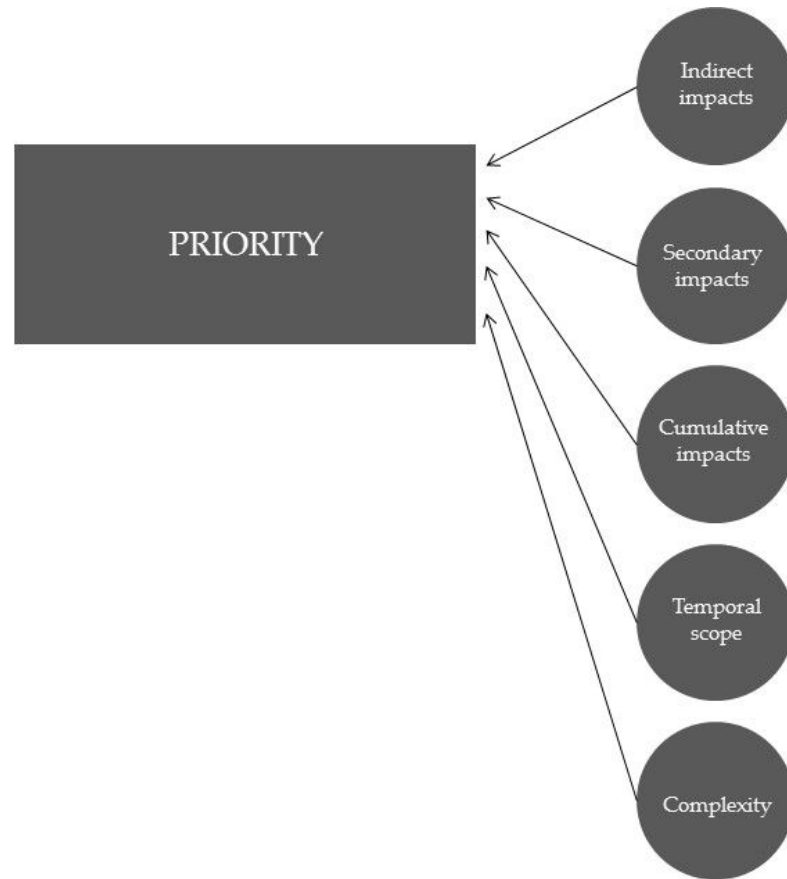 Indirect
impacts
PRIORITY
Secondary
impacts
Cumulative
impacts
Temporal
scope
Complexity